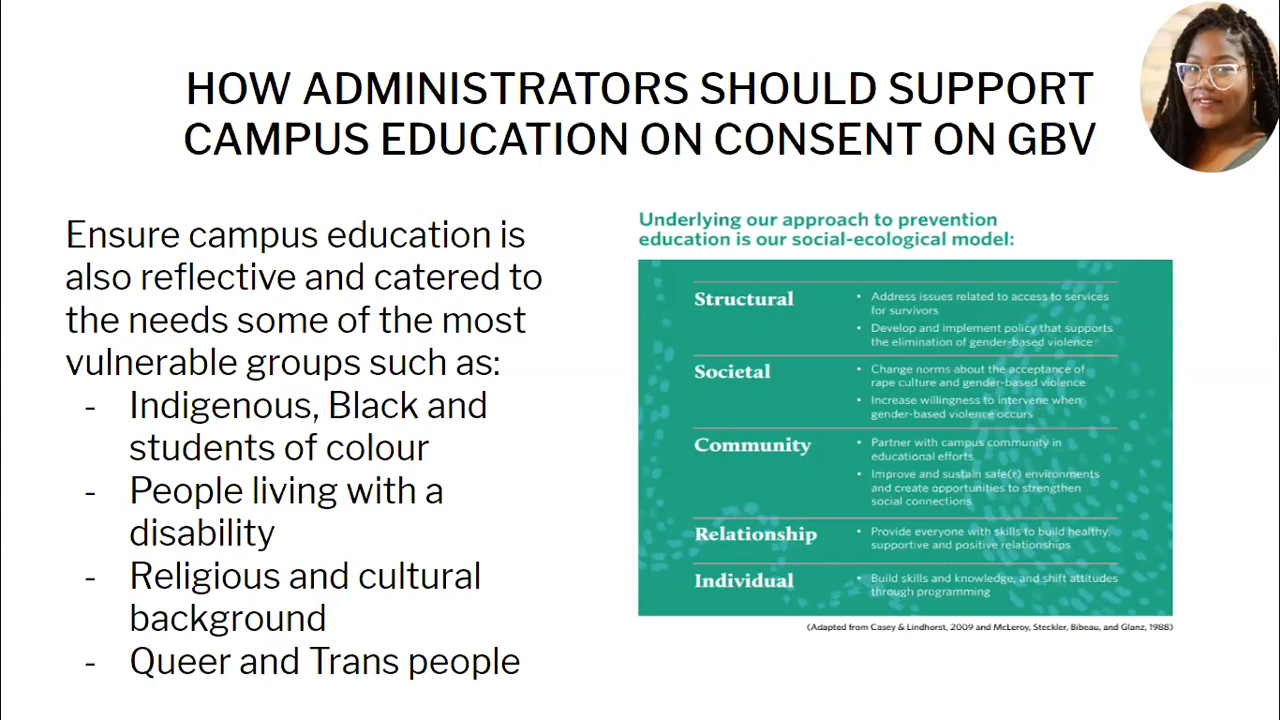 HOW ADMINISTRATORS SHOULD SUPPORT
CAMPUS EDUCATION ON CONSENT ON GBV
Ensure campus education is
also reflective and catered to
the needs some of the most
vulnerable groups such as:
- Indigenous, Black and
students of colour
- People living with a
disability
- Religious and cultural
background
- Queer and Trans people
Underlying our approach to prevention
education is our social-ecological model:
Structural
• Address issues related to access to services
for survivors
• Develop and implement policy that supports
the elimination of gender-based violence
Societal
• Change norms about the acceptance of
rape culture and gender-based violence
• Increase willingness to intervene when
gender-based violence occurs
Community
• Partner with campus community in
educational efforts
• Improve and sustain safe(r) environments
and create opportunities to strengthen
social connections
Relationship
• Provide everyone with skills to build healthy,
supportive and positive relationships
Individual
• Build skills and knowledge, and shift attitudes
through programming
(Adapted from Casey & Lindhorst, 2009 and McLeroy, Steckler, Bibeau, and Glanz, 1988)